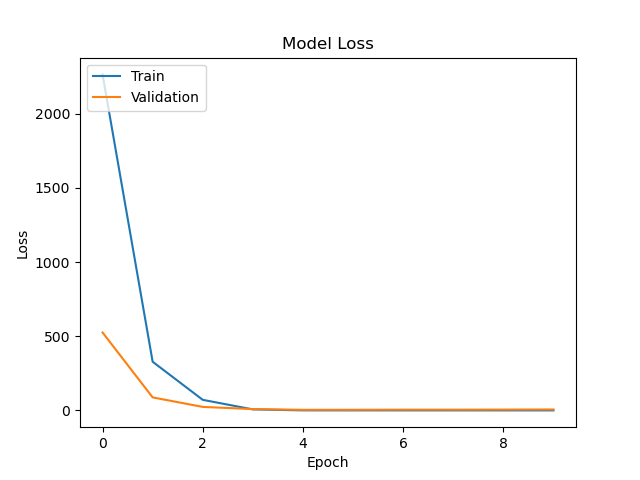 Model Loss
Train
Validation
2000
1500
1000
500
0
Loss
0 2 4 6 8
Epoch